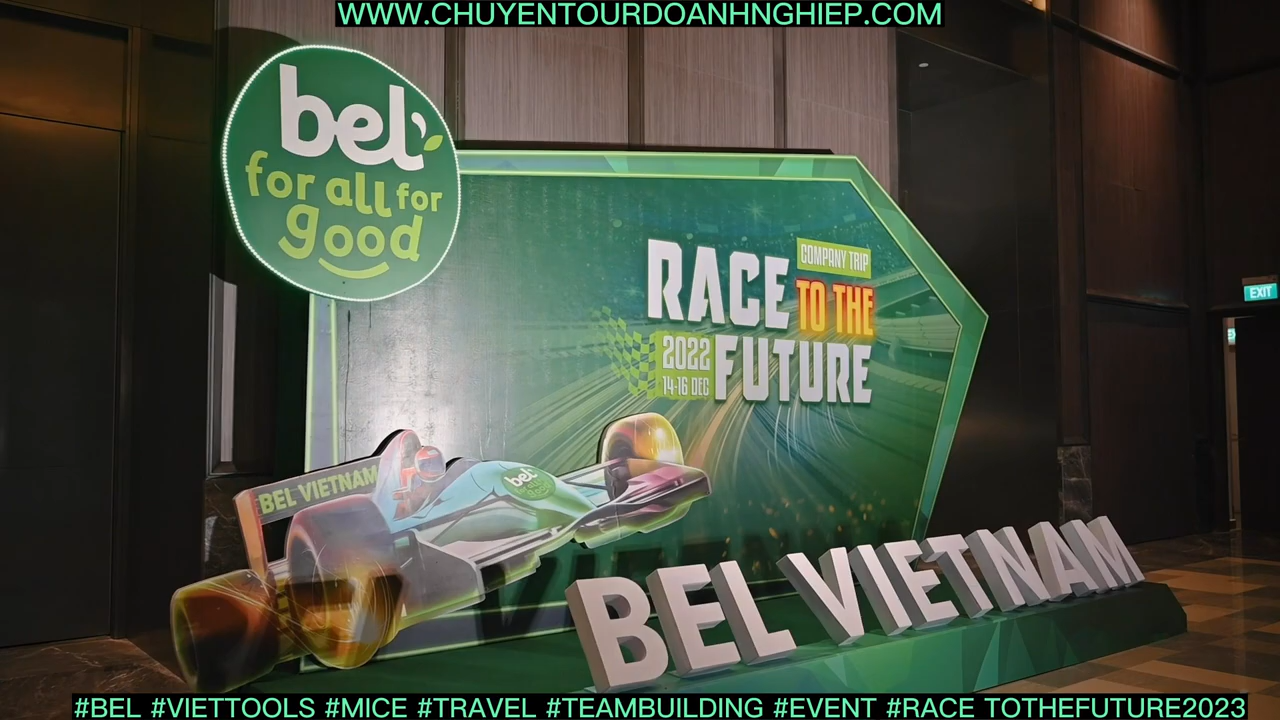 WWW.CHUYENTOURDOANHNGHIEP.COM
bel
for all for
good
RACE
COMPANY TRIP
TO THE
2022
14-16 DEC
FUTURE
EXIT
BEL VIETNAM
bel
BEL VIETNAM
#BEL #VIETTOOLS #MICE #TRAVEL #TEAMBUILDING #EVENT #RACE TOTHEFUTURE2023